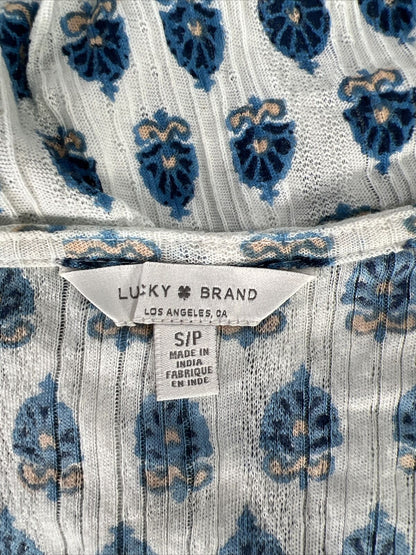 LUCKY BRAND
LOS ANGELES, CA
S/P
MADE IN
INDIA
FABRIQUE
EN INDE